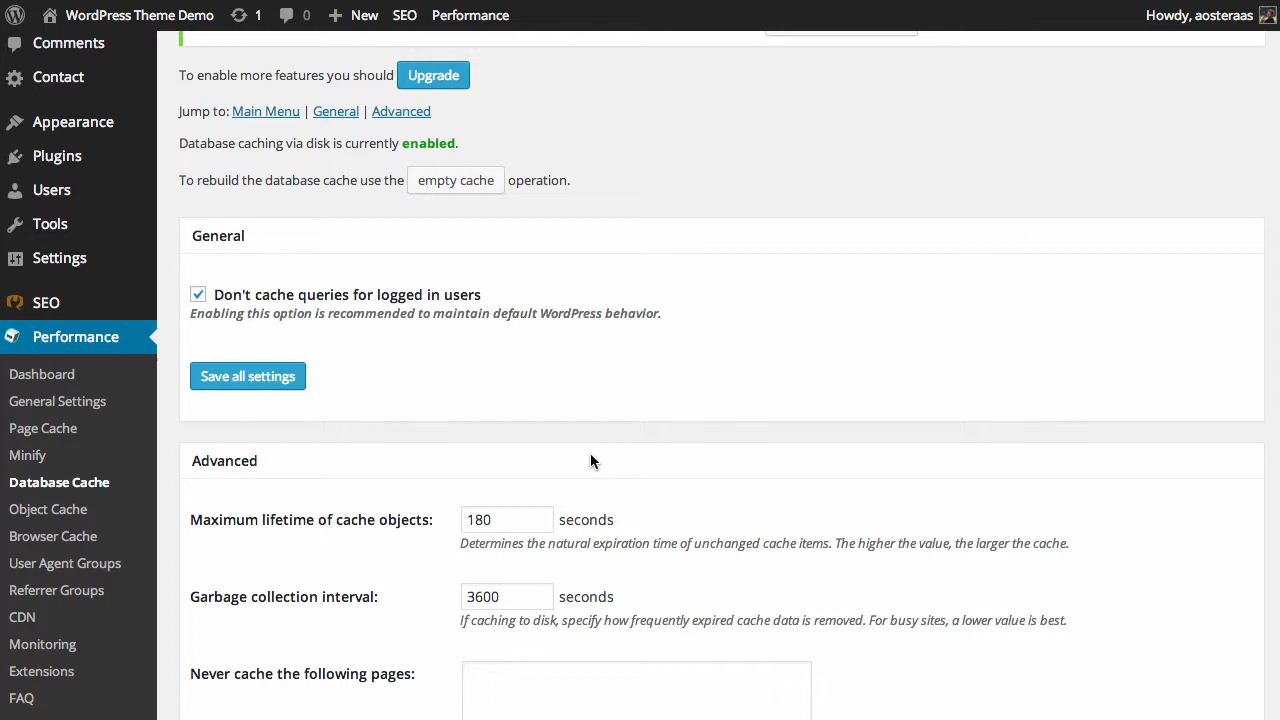 WordPress Theme Demo 1 0 New SEO Performance Howdy, aosteraas
Comments
Contact
Appearance
Plugins
Users
Tools
Settings
SEO
Performance
Dashboard
General Settings
Page Cache
Minify
Database Cache
Object Cache
Browser Cache
User Agent Groups
Referrer Groups
CDN
Monitoring
Extensions
FAQ
To enable more features you should Upgrade
Jump to: Main Menu | General | Advanced
Database caching via disk is currently enabled.
To rebuild the database cache use the empty cache operation.
General
Don't cache queries for logged in users
Enabling this option is recommended to maintain default WordPress behavior.
Save all settings
Advanced
Maximum lifetime of cache objects: 180 seconds
Determines the natural expiration time of unchanged cache items. The higher the value, the larger the cache.
Garbage collection interval: 3600 seconds
If caching to disk, specify how frequently expired cache data is removed. For busy sites, a lower value is best.
Never cache the following pages: